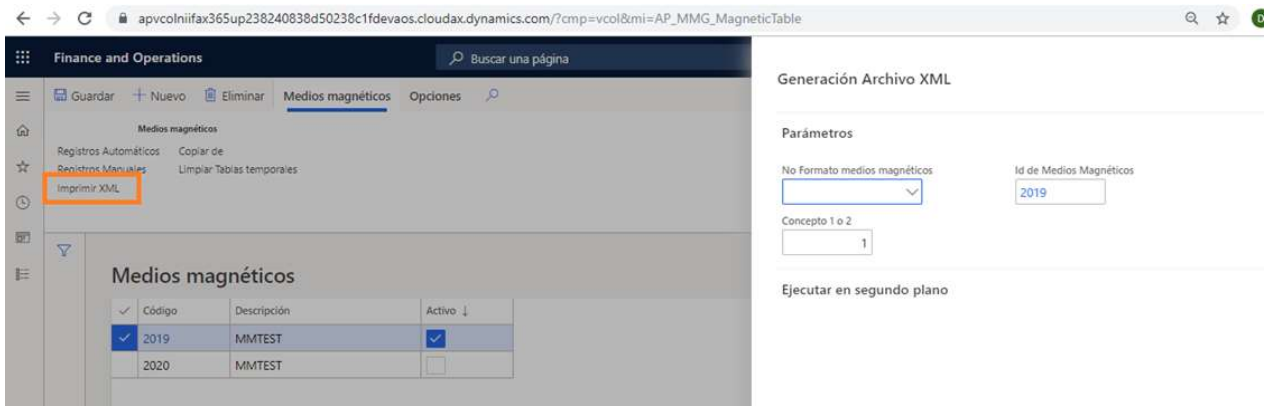 apvcolniifax365up238240838d50238c1fdevaos.cloudax.dynamics.com/?cmp=vcol&mi=AP_MMG_MagneticTable
D
Finance and Operations
Buscar una página
Guardar Nuevo Eliminar Medios magnéticos Opciones
Medios magnéticos
Registros Automáticos Copiar de
Registros Manuales Limpiar Tablas temporales
Imprimir XML
Medios magnéticos
Código Descripción Activo
2019 MMTEST
2020 MMTEST
Generación Archivo XML
Parámetros
No Formato medios magnéticos Id de Medios Magnéticos
2019
Concepto 1 o 2
1
Ejecutar en segundo plano